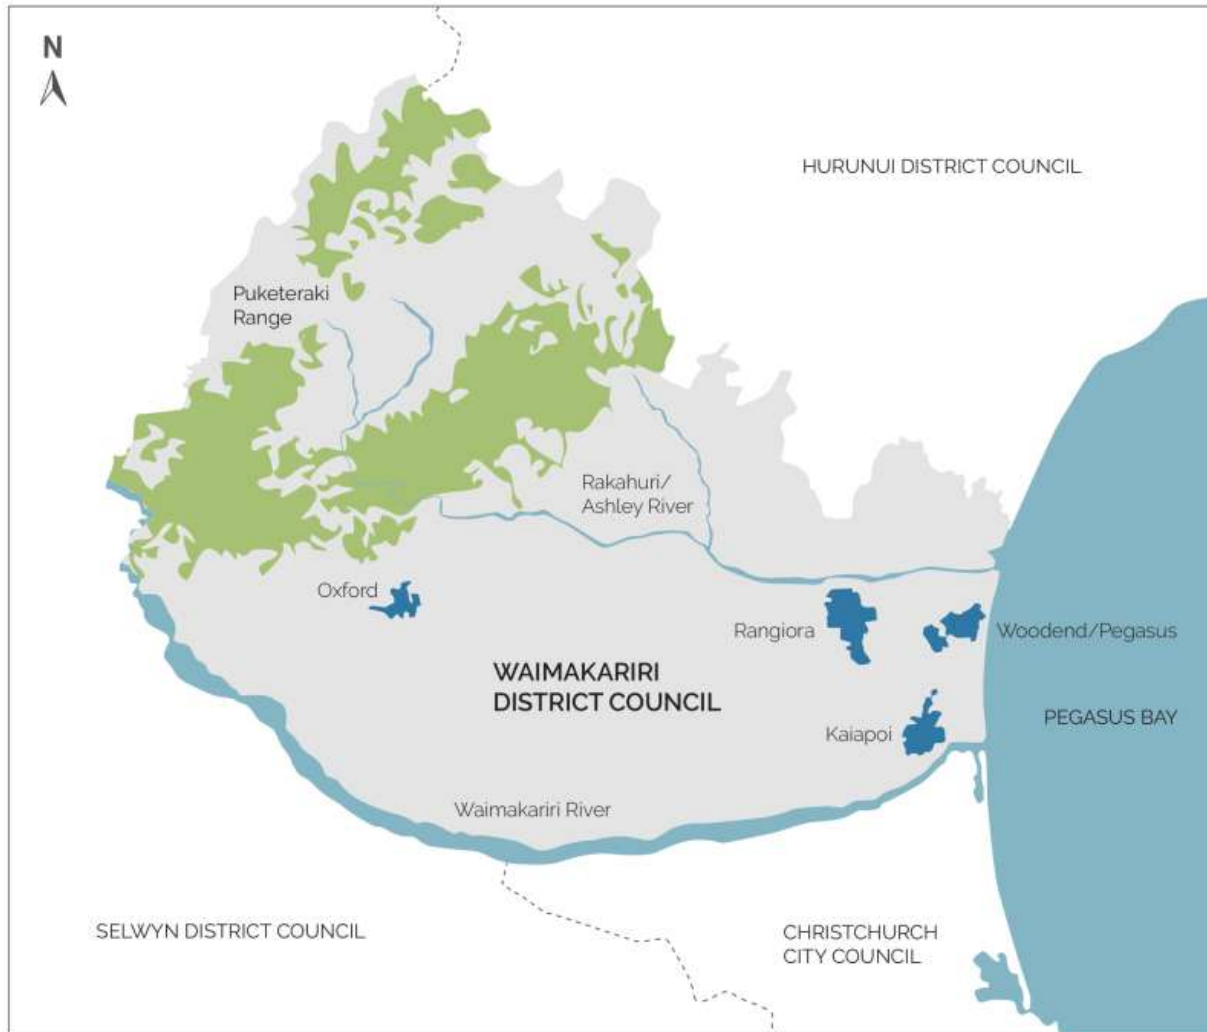 N
HURUNUI DISTRICT COUNCIL
Puketeraki
Range
Rakahuri/
Ashley River
Oxford
Rangiora
Woodend/Pegasus
WAIMAKARIRI
DISTRICT COUNCIL
PEGASUS BAY
Kaiapoi
Waimakariri River
SELWYN DISTRICT COUNCIL
CHRISTCHURCH
CITY COUNCIL